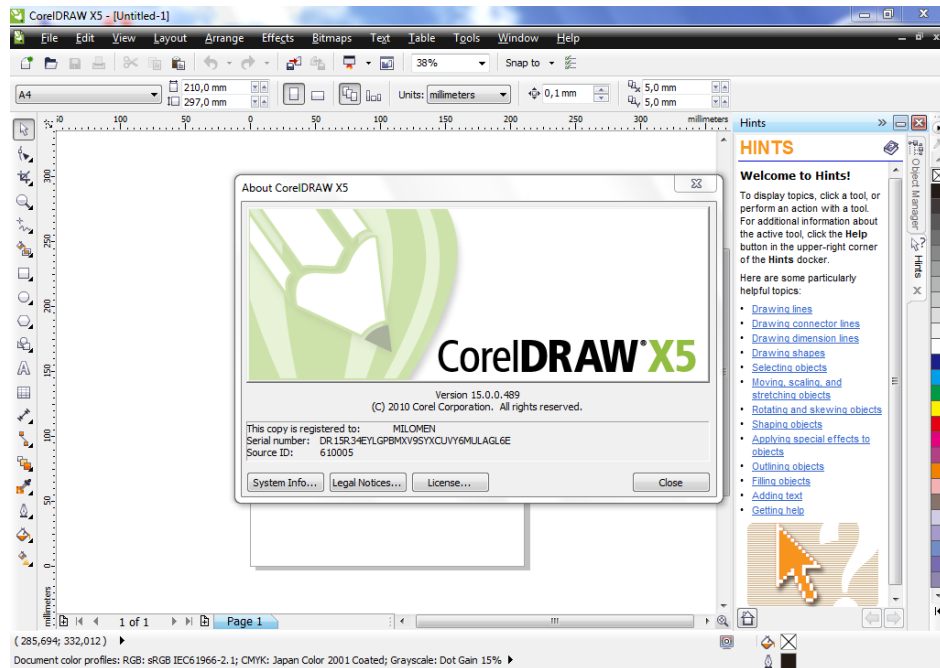 CorelDRAW X5 - [Untitled-1]
File Edit View Layout Arrange Effects Bitmaps Text Table Tools Window Help
38% Snap to
A4 210,0 mm 297,0 mm Units: millimeters 0,1 mm 5,0 mm 5,0 mm
100 50 0 50 100 150 200 250 300 millimeters
300
250
200
150
100
50
0
millimeters
About CorelDRAW X5
CorelDRAW X5
Version 15.0.0.489
(C) 2010 Corel Corporation. All rights reserved.
This copy is registered to: MILOMEN
Serial number: DR15R34EYLGPBMXV9SYXCUVY6MULAGL6E
Source ID: 610005
System Info... Legal Notices... License... Close
Hints
HINTS
Welcome to Hints!
To display topics, click a tool, or
perform an action with a tool.
For additional information about
the active tool, click the Help
button in the upper-right corner
of the Hints docker.
Here are some particularly
helpful topics:
• Drawing lines
• Drawing connector lines
• Drawing dimension lines
• Drawing shapes
• Selecting objects
• Moving, scaling, and
stretching objects
• Rotating and skewing objects
• Shaping objects
• Applying special effects to
objects
• Outlining objects
• Filling objects
• Adding text
• Getting help
Object Manager
Hints
1 of 1 Page 1
( 285,694; 332,012 )
Document color profiles: RGB: sRGB IEC61966-2.1; CMYK: Japan Color 2001 Coated; Grayscale: Dot Gain 15%